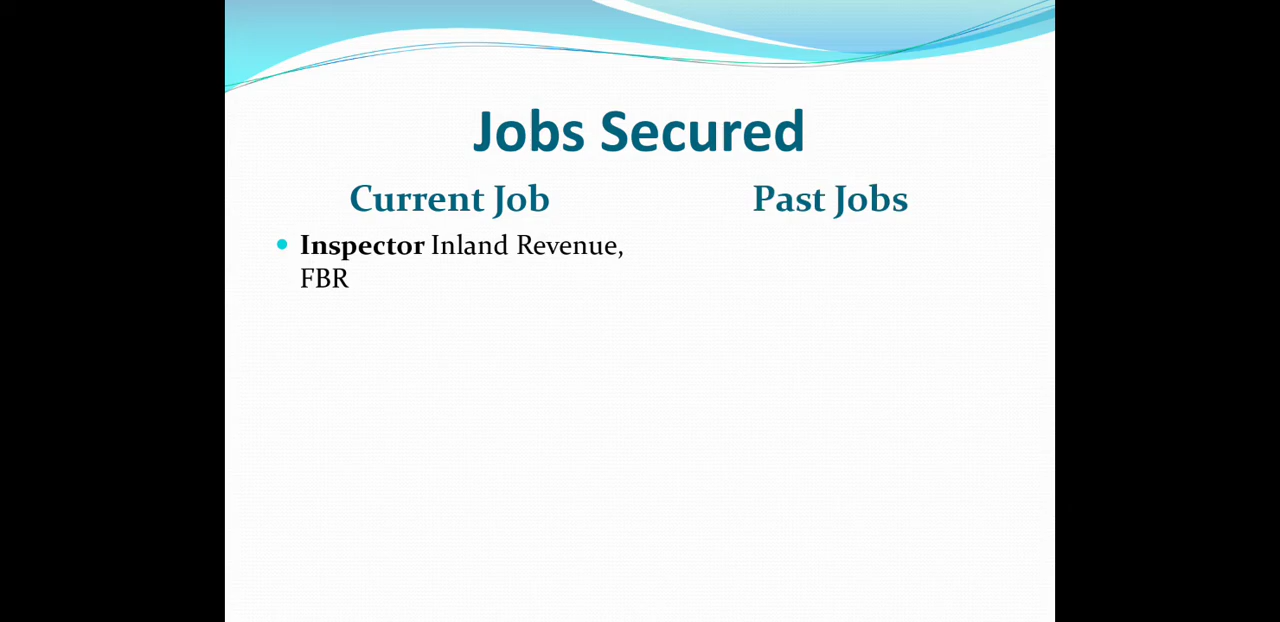 Jobs Secured
Current Job
Past Jobs
Inspector Inland Revenue,
FBR